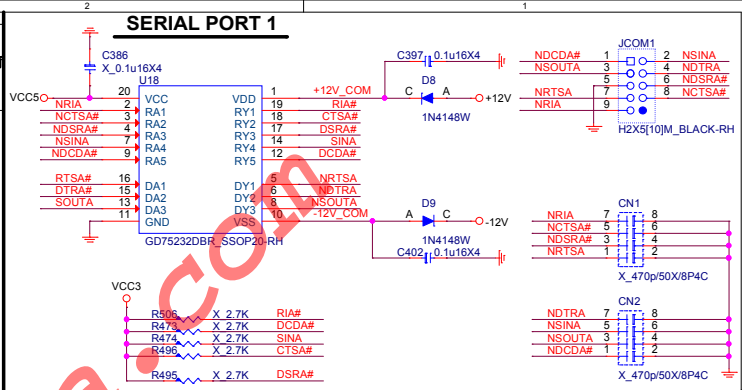 2 1
SERIAL PORT 1
C386
X_0.1u16X4
U18
VCC5 20 VCC VDD 1 +12V_COM
NRIA 2 RA1 RY1 19 RIA#
NCTSA# 3 RA2 RY2 18 CTSA#
NDSRA# 4 RA3 RY3 17 DSRA#
NSINA 7 RA4 RY4 14 SINA
NDCDA# 9 RA5 RY5 12 DCDA#
RTSA# 16 DA1 DY1 5 NRTSA
DTRA# 15 DA2 DY2 6 NDTRA
SOUTA 13 DA3 DY3 8 NSOUTA
11 GND VSS 10 -12V_COM
GD75232DBR_SSOP20-RH
C397 0.1u16X4
D8
C A +12V
1N4148W
D9
A C -12V
1N4148W
C402 0.1u16X4
JCOM1
NDCDA# 1 2 NSINA
NSOUTA 3 4 NDTRA
5 6 NDSRA#
NRTSA 7 8 NCTSA#
NRIA 9
H2X5[10]M_BLACK-RH
CN1
NRIA 7 8
NCTSA# 5 6
NDSRA# 3 4
NRTSA 1 2
X_470p/50X/8P4C
CN2
NDTRA 7 8
NSINA 5 6
NSOUTA 3 4
NDCDA# 1 2
X_470p/50X/8P4C
VCC3
R506 X_2.7K RIA#
R473 X_2.7K DCDA#
R474 X_2.7K SINA
R496 X_2.7K CTSA#
R495 X_2.7K DSRA#
a.com